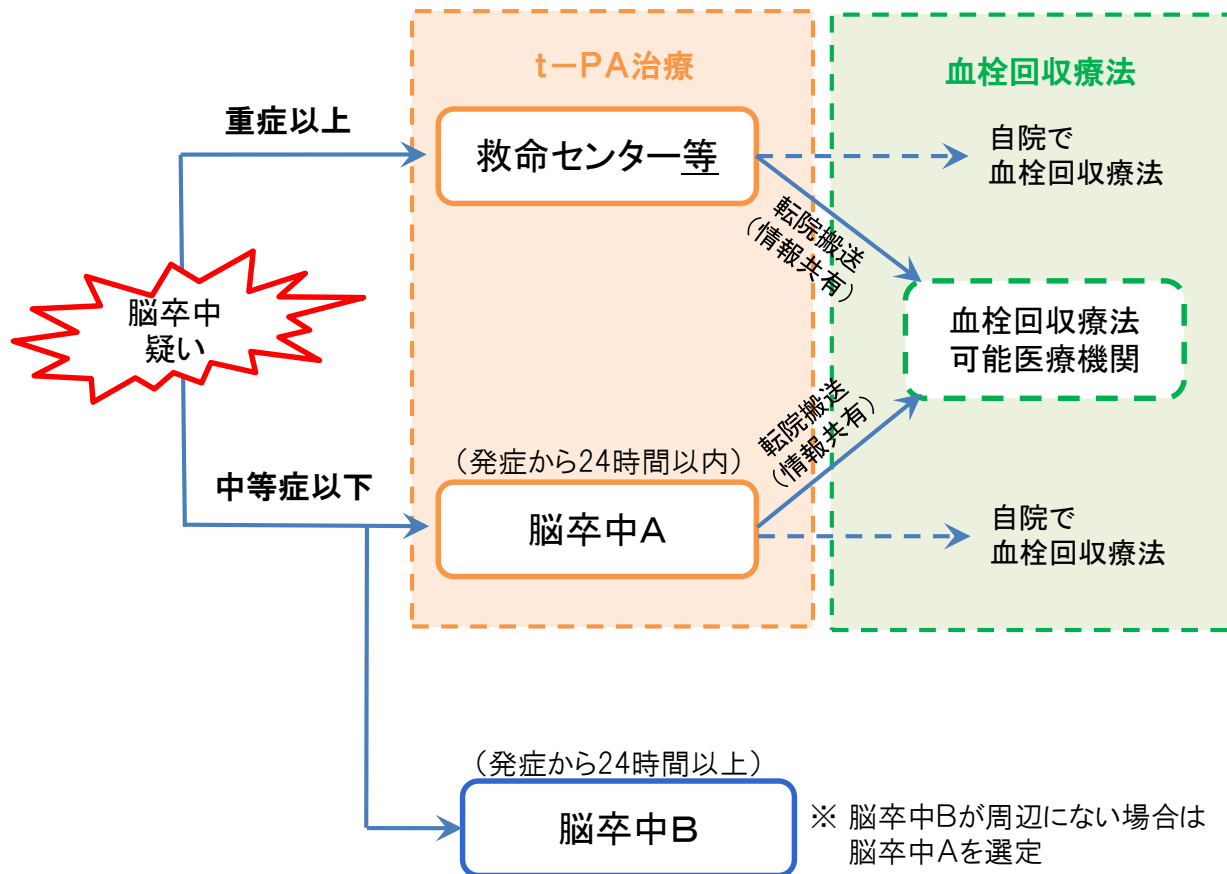 t－PA治療
血栓回収療法
重症以上
救命センター等
自院で
血栓回収療法
転院搬送
（情報共有）
脳卒中
疑い
血栓回収療法
可能医療機関
転院搬送
（情報共有）
（発症から24時間以内）
中等症以下
脳卒中A
自院で
血栓回収療法
（発症から24時間以上）
脳卒中B
※ 脳卒中Bが周辺にない場合は
脳卒中Aを選定